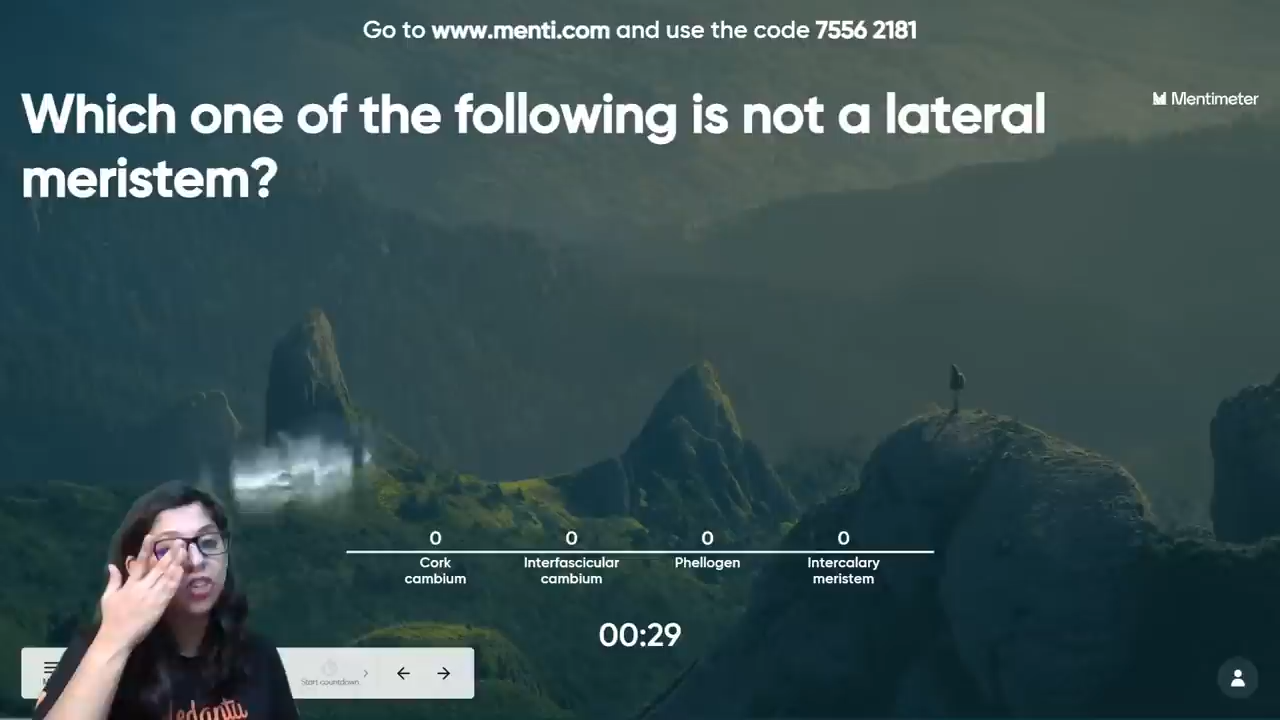 Go to www.menti.com and use the code 7556 2181
Mentimeter
Which one of the following is not a lateral
meristem?
0
0
0
0
Cork
cambium
Interfascicular
cambium
Phellogen
Intercalary
meristem
00:29
Start countdown